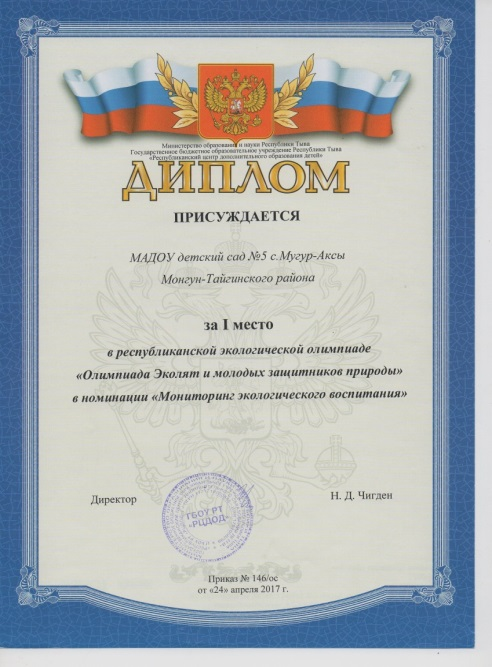 Министерство образования и науки Республики Тыва
Государственное бюджетное образовательное учреждение Республики Тыва
«Республиканский центр дополнительного образования детей»
ДИПЛОМ
ПРИСУЖДАЕТСЯ
МАДОУ детский сад №5 с.Мугур-Аксы
Монгун-Тайгинского района
за I место
в республиканской экологической олимпиаде
«Олимпиада Эколят и молодых защитников природы»
в номинации «Мониторинг экологического воспитания»
Директор
Н. Д. Чигден
ГБОУ РТ
«РЦДОД»
Приказ № 146/ос
от «24» апреля 2017 г.